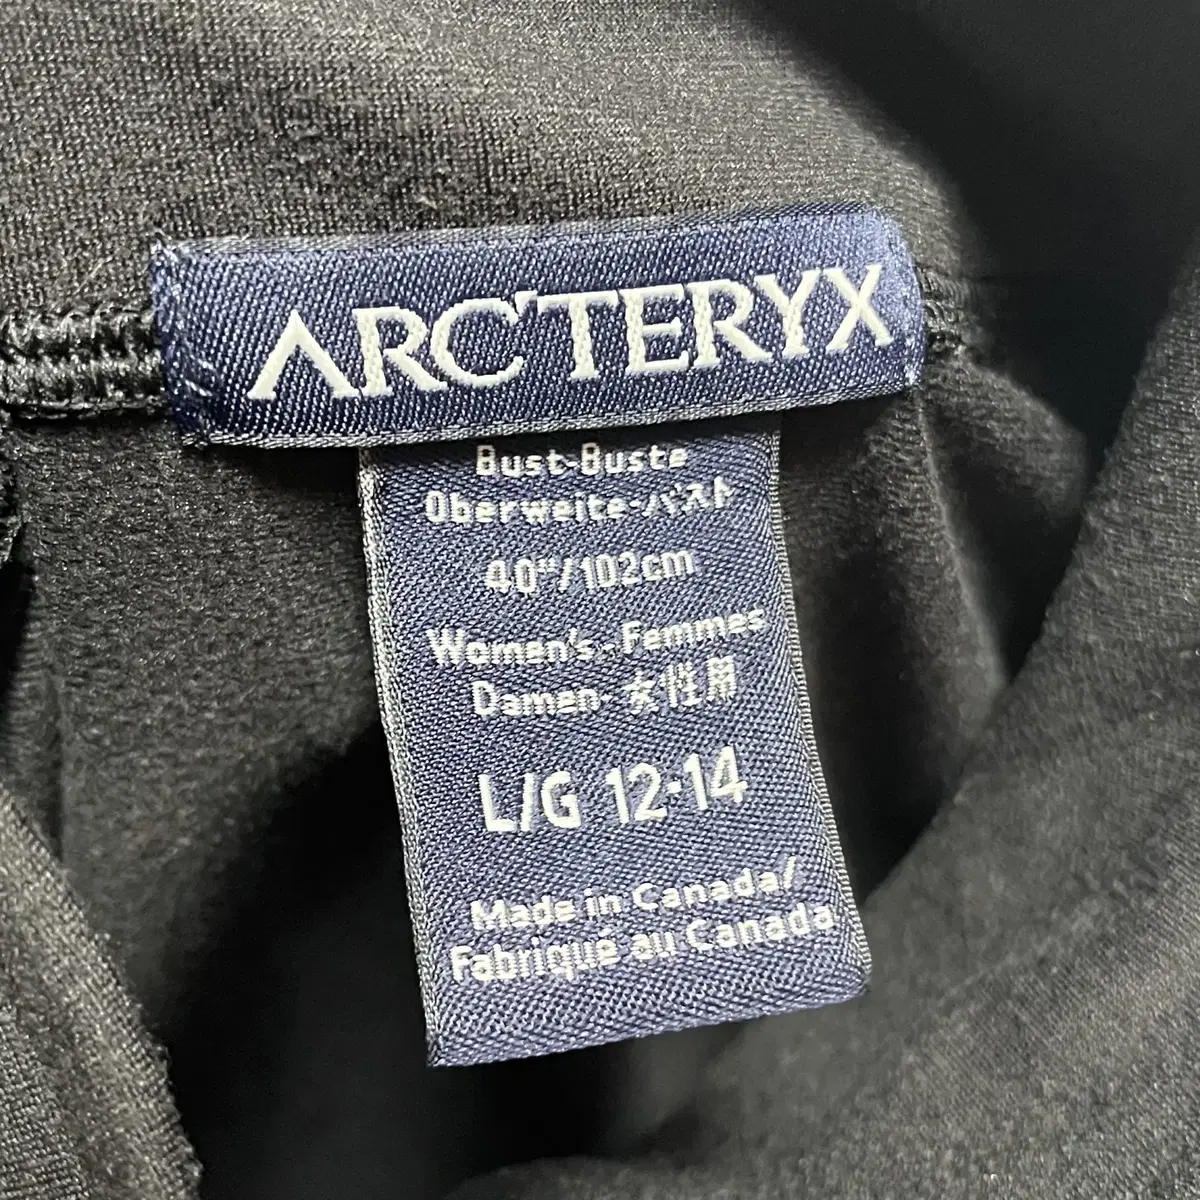 ARC'TERYX
Bust-Buste
Oberweite-バスト
40"/102cm
Women's-Femmes
Damen-女性用
L/G 12-14
Made in Canada/
Fabriqué au Canada